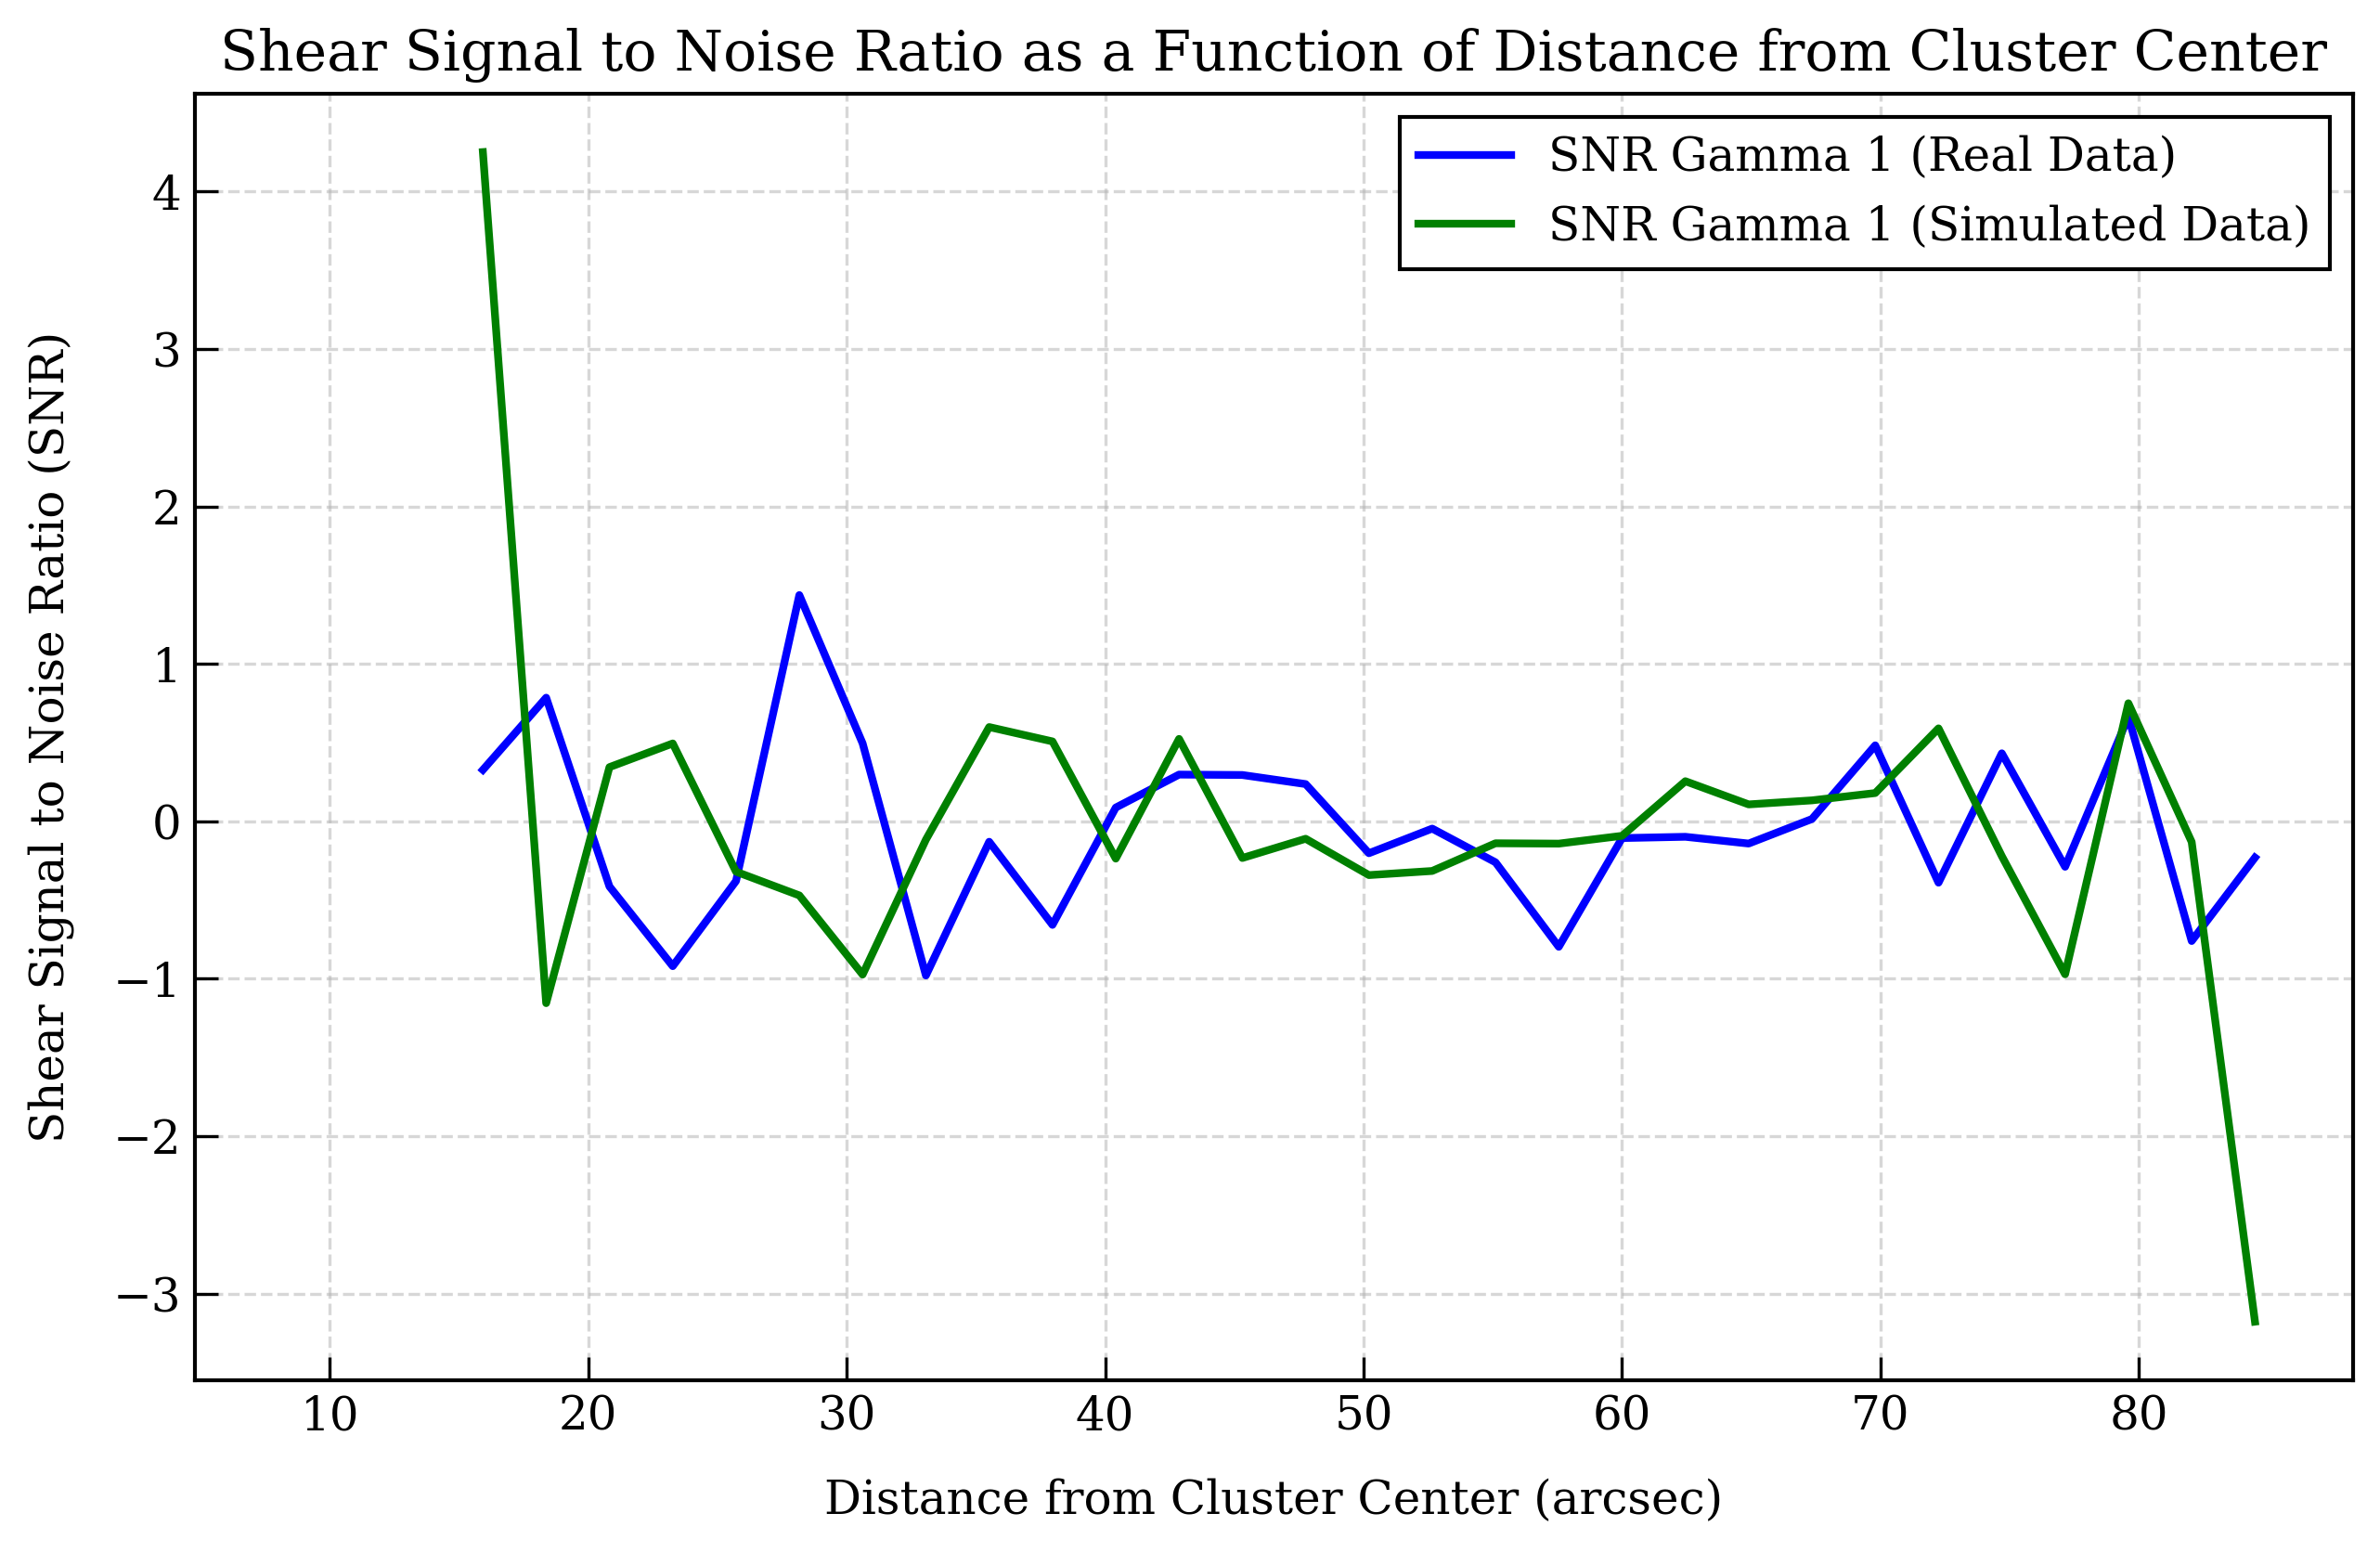 Shear Signal to Noise Ratio as a Function of Distance from Cluster Center
SNR Gamma 1 (Real Data)
SNR Gamma 1 (Simulated Data)
Shear Signal to Noise Ratio (SNR)
4
3
2
1
0
−1
−2
−3
10 20 30 40 50 60 70 80
Distance from Cluster Center (arcsec)